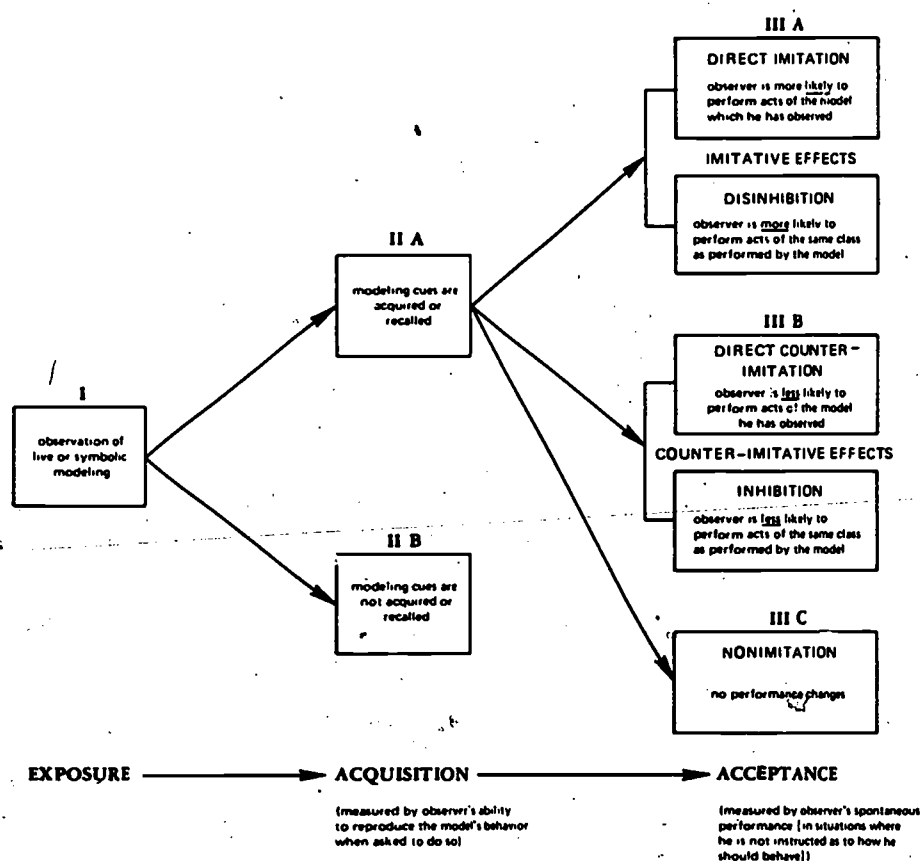 III A
DIRECT IMITATION
observer is more likely to
perform acts of the model
which he has observed
IMITATIVE EFFECTS
DISINHIBITION
observer is more likely to
perform acts of the same class
as performed by the model
II A
modeling cues are
acquired or
recalled
III B
DIRECT COUNTER-
IMITATION
observer is less likely to
perform acts of the model
he has observed
COUNTER-IMITATIVE EFFECTS
INHIBITION
observer is less likely to
perform acts of the same class
as performed by the model
I
observation of
live or symbolic
modeling
II B
modeling cues are
not acquired or
recalled
III C
NONIMITATION
no performance changes
EXPOSURE
ACQUISITION
(measured by observer's ability
to reproduce the model's behavior
when asked to do so)
ACCEPTANCE
(measured by observer's spontaneous
performance [in situations where
he is not instructed as to how he
should behave])